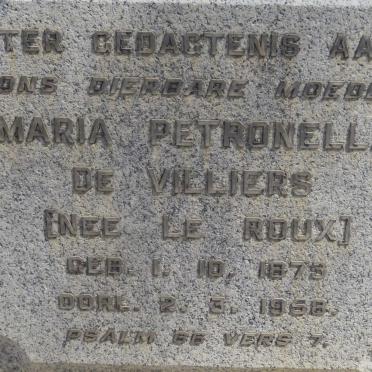 TER GEDAGTENIS AA
ONS DIERBARE MOED
MARIA PETRONELL
DE VILLIERS
[NEE LE ROUX]
GEB. 1. 10. 1873
OORL. 2. 3. 1958.
PSALM 66 VERS 7.